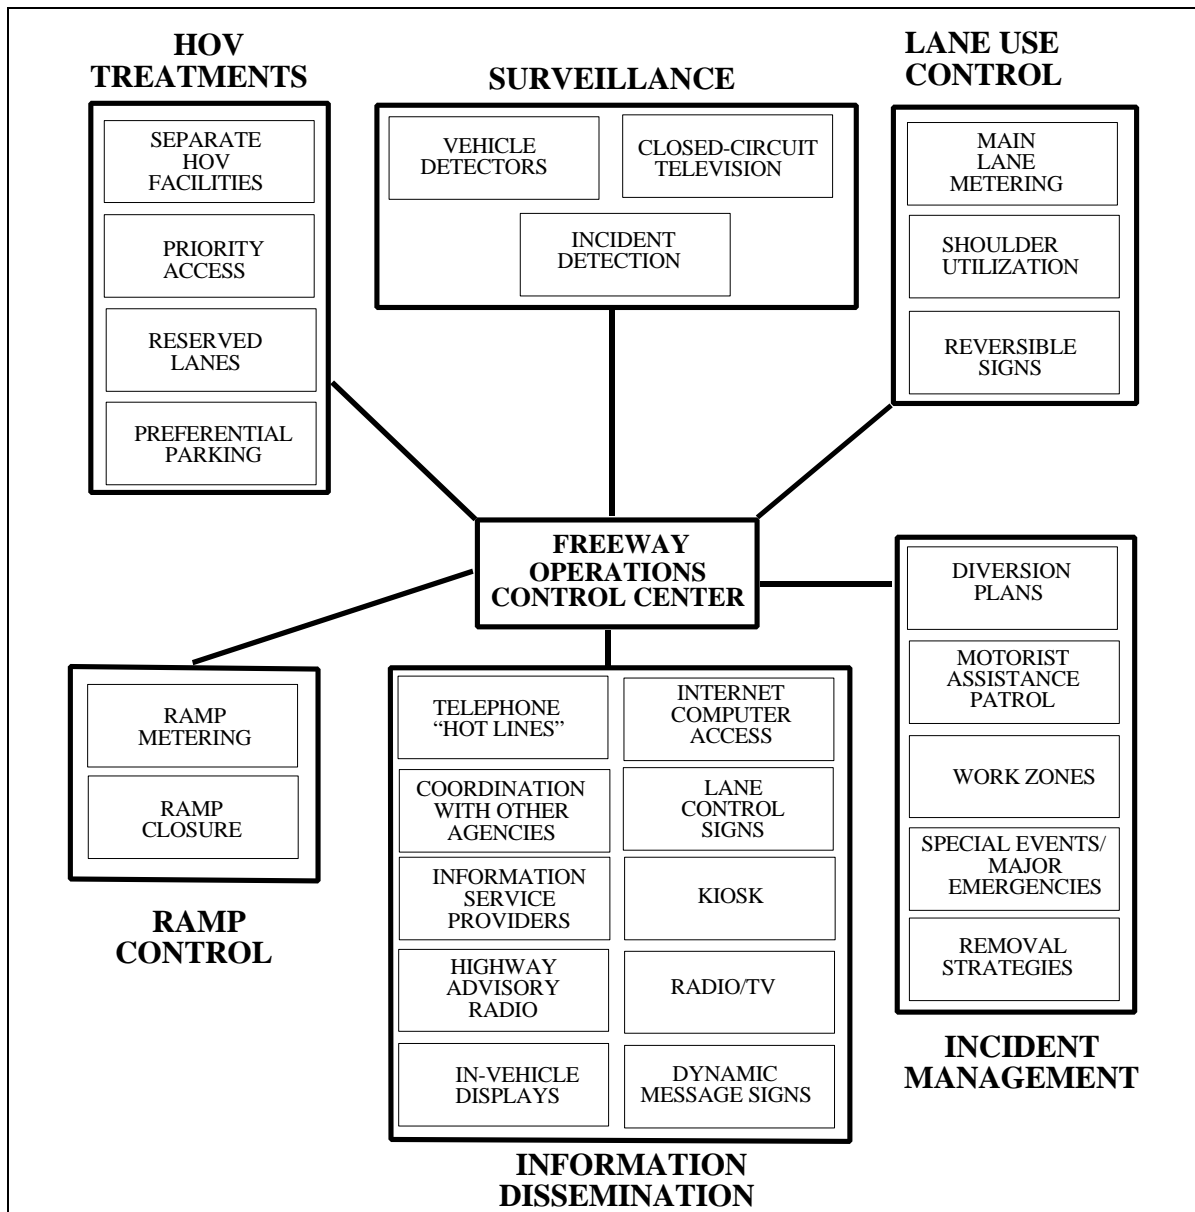 HOV
TREATMENTS
SEPARATE
HOV
FACILITIES
PRIORITY
ACCESS
RESERVED
LANES
PREFERENTIAL
PARKING
SURVEILLANCE
VEHICLE
DETECTORS
CLOSED-CIRCUIT
TELEVISION
INCIDENT
DETECTION
LANE USE
CONTROL
MAIN
LANE
METERING
SHOULDER
UTILIZATION
REVERSIBLE
SIGNS
FREEWAY
OPERATIONS
CONTROL CENTER
RAMP
METERING
RAMP
CLOSURE
RAMP
CONTROL
TELEPHONE
“HOT LINES”
INTERNET
COMPUTER
ACCESS
COORDINATION
WITH OTHER
AGENCIES
LANE
CONTROL
SIGNS
INFORMATION
SERVICE
PROVIDERS
KIOSK
HIGHWAY
ADVISORY
RADIO
RADIO/TV
IN-VEHICLE
DISPLAYS
DYNAMIC
MESSAGE SIGNS
INFORMATION
DISSEMINATION
DIVERSION
PLANS
MOTORIST
ASSISTANCE
PATROL
WORK ZONES
SPECIAL EVENTS/
MAJOR
EMERGENCIES
REMOVAL
STRATEGIES
INCIDENT
MANAGEMENT